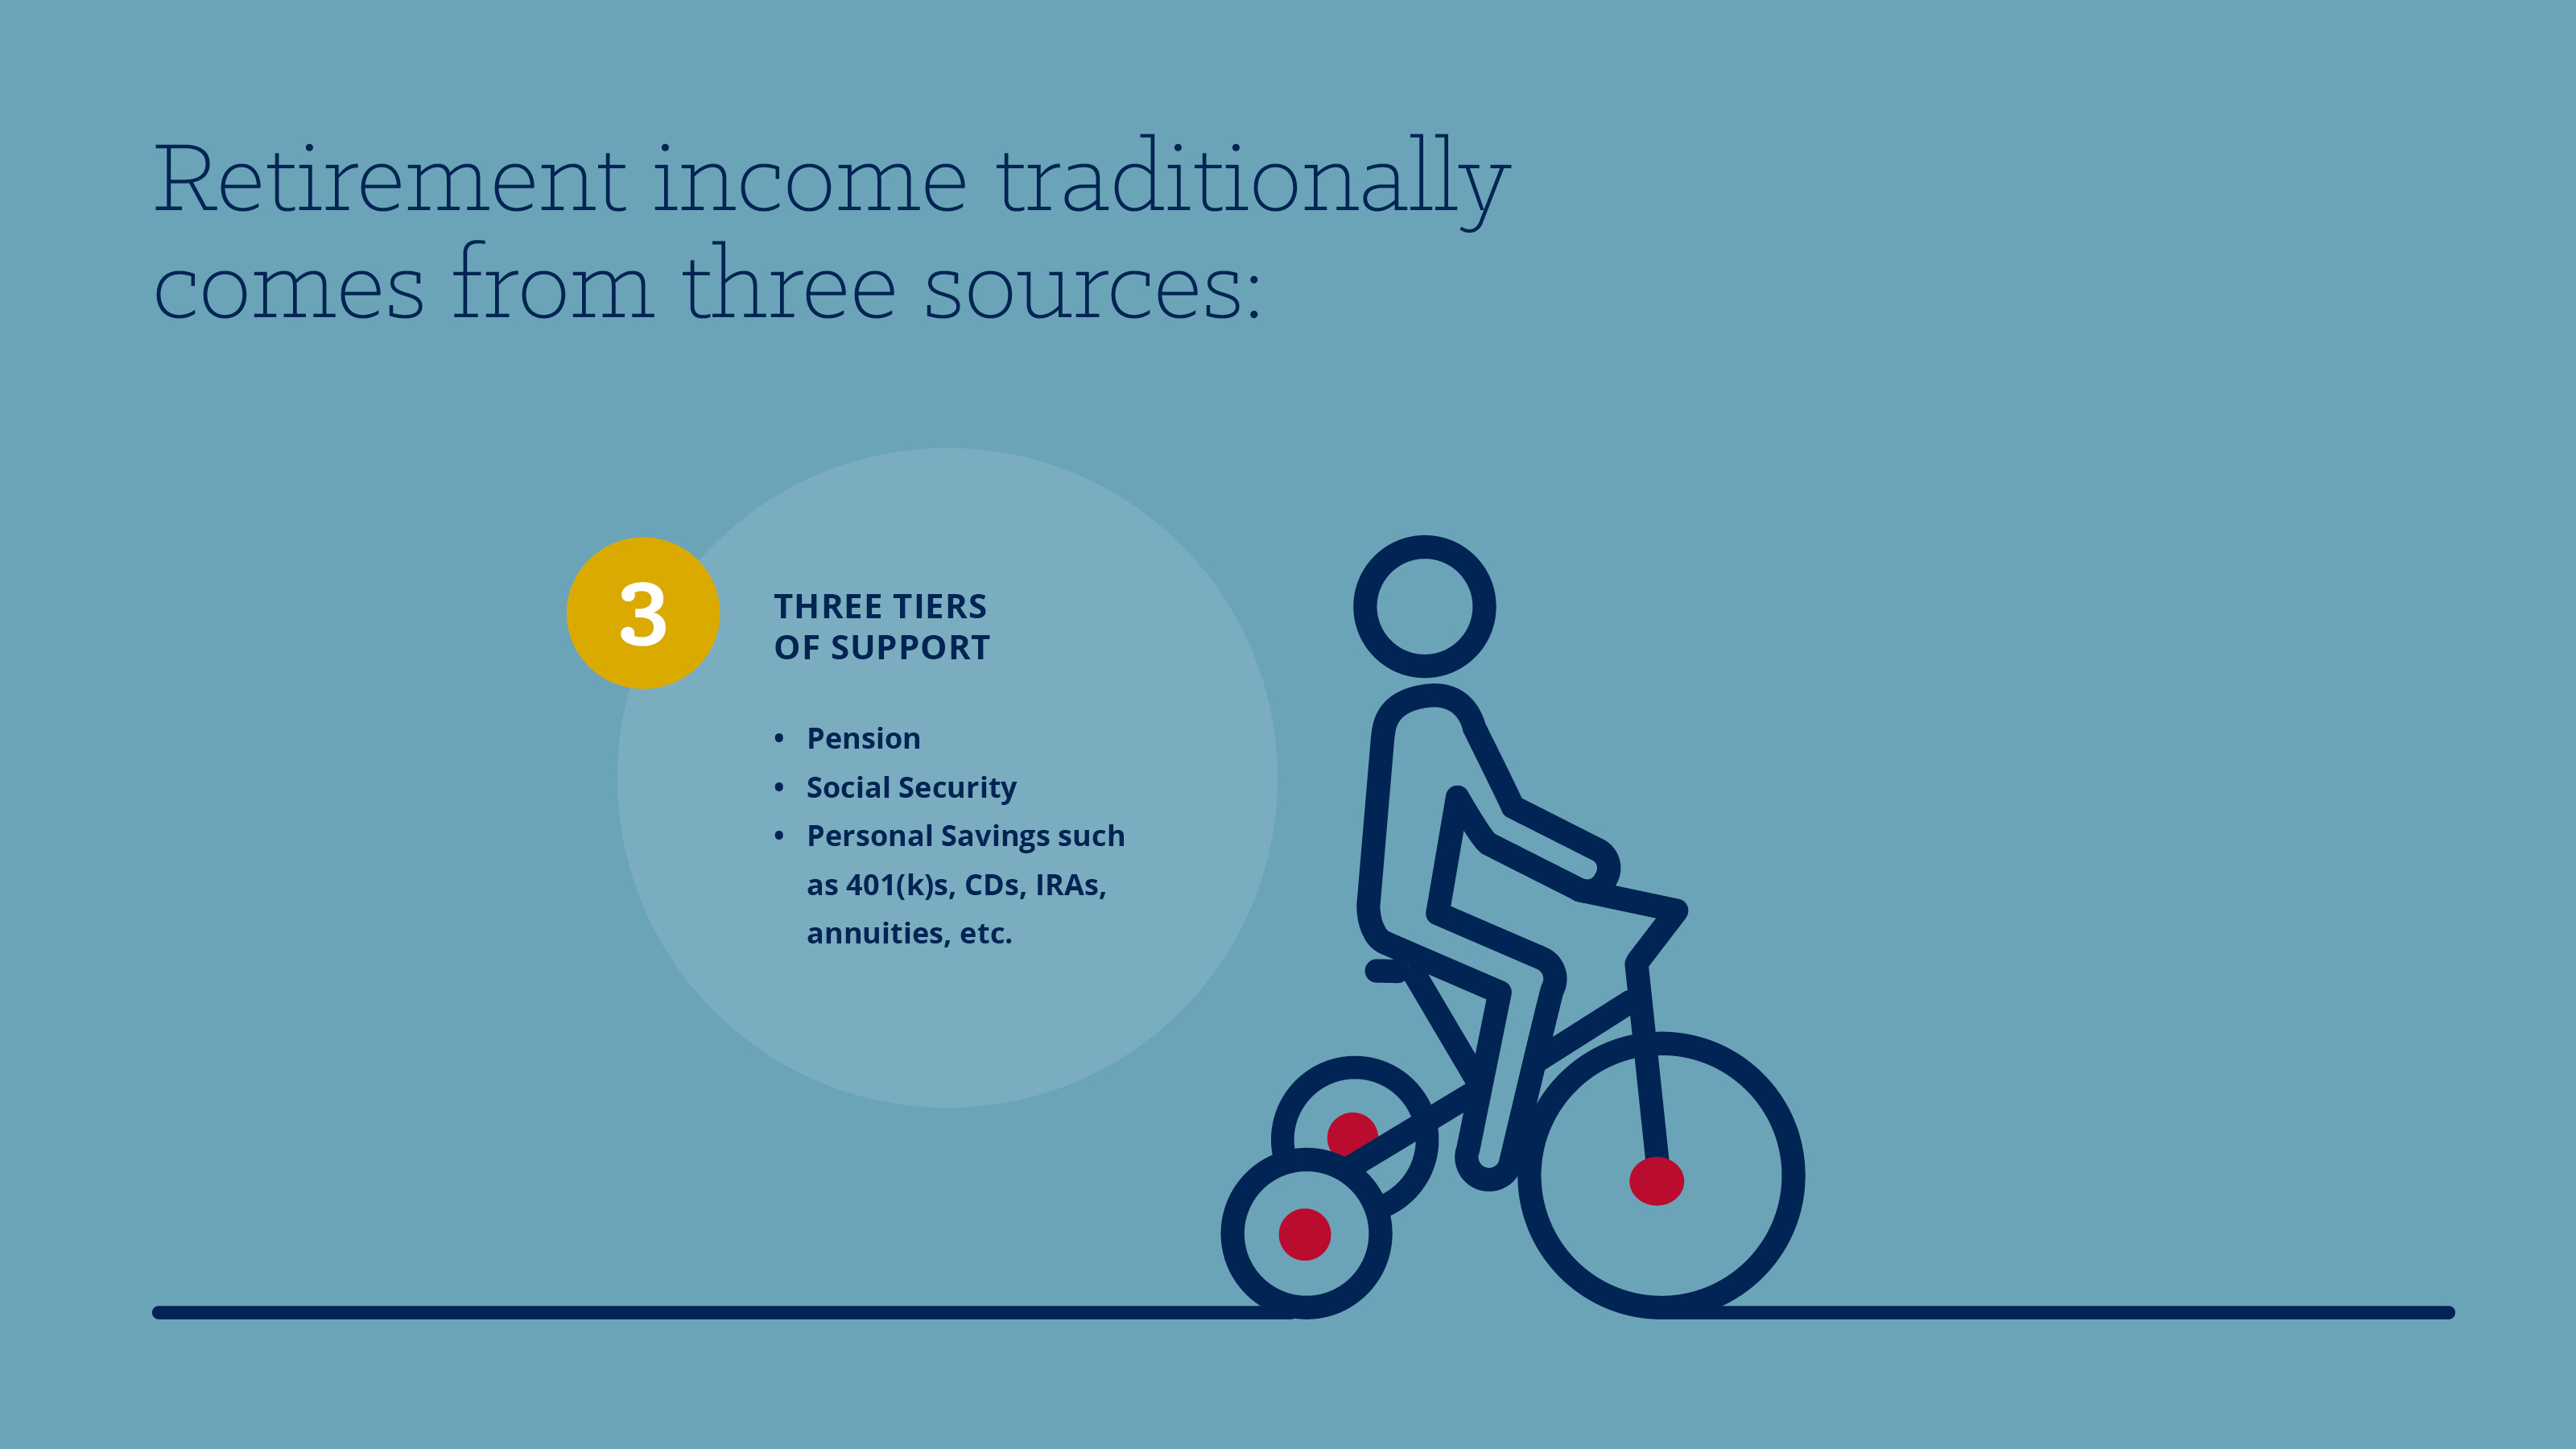 Retirement income traditionally
comes from three sources:
3
THREE TIERS
OF SUPPORT
• Pension
• Social Security
• Personal Savings such
as 401(k)s, CDs, IRAs,
annuities, etc.